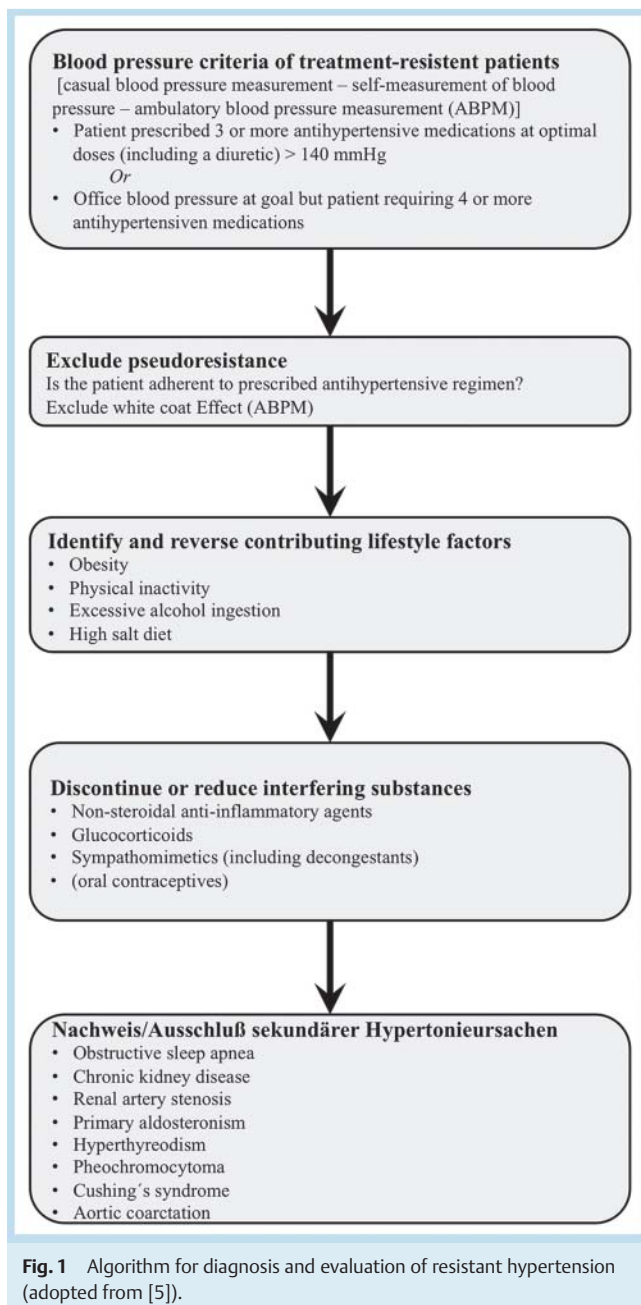 Blood pressure criteria of treatment-resistent patients
[casual blood pressure measurement – self-measurement of blood
pressure – ambulatory blood pressure measurement (ABPM)]
• Patient prescribed 3 or more antihypertensive medications at optimal
doses (including a diuretic) > 140 mmHg
Or
• Office blood pressure at goal but patient requiring 4 or more
antihypertensiven medications
Exclude pseudoresistance
Is the patient adherent to prescribed antihypertensive regimen?
Exclude white coat Effect (ABPM)
Identify and reverse contributing lifestyle factors
• Obesity
• Physical inactivity
• Excessive alcohol ingestion
• High salt diet
Discontinue or reduce interfering substances
• Non-steroidal anti-inflammatory agents
• Glucocorticoids
• Sympathomimetics (including decongestants)
• (oral contraceptives)
Nachweis/Ausschluß sekundärer Hypertonieursachen
• Obstructive sleep apnea
• Chronic kidney disease
• Renal artery stenosis
• Primary aldosteronism
• Hyperthyreodism
• Pheochromocytoma
• Cushing´s syndrome
• Aortic coarctation
Fig. 1 Algorithm for diagnosis and evaluation of resistant hypertension
(adopted from [5]).